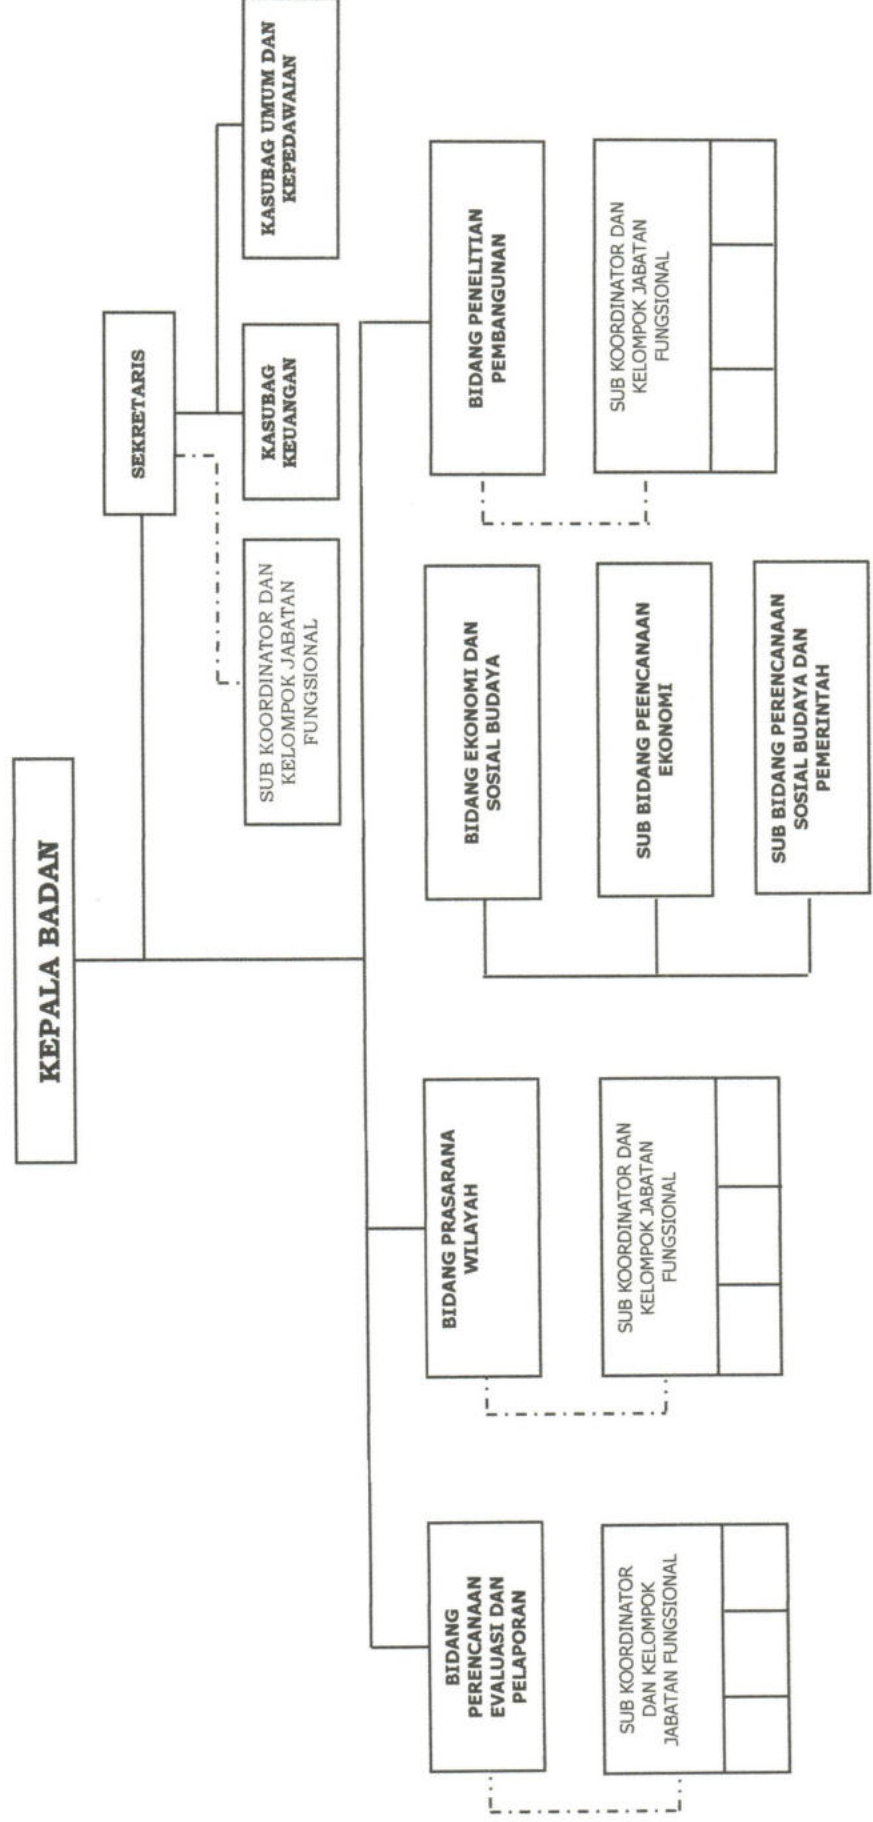 KEPALA BADAN
SEKRETARIS
SUB KOORDINATOR DAN
KELOMPOK JABATAN
FUNGSIONAL
KASUBAG
KEUANGAN
KASUBAG UMUM DAN
KEPEDAWAIAN
BIDANG
PERENCANAAN
EVALUASI DAN
PELAPORAN
BIDANG PRASARANA
WILAYAH
BIDANG EKONOMI DAN
SOSIAL BUDAYA
BIDANG PENELITIAN
PEMBANGUNAN
SUB KOORDINATOR
DAN KELOMPOK
JABATAN FUNGSIONAL
SUB KOORDINATOR DAN
KELOMPOK JABATAN
FUNGSIONAL
SUB BIDANG PEENCANAAN
EKONOMI
SUB KOORDINATOR DAN
KELOMPOK JABATAN
FUNGSIONAL
SUB BIDANG PERENCANAAN
SOSIAL BUDAYA DAN
PEMERINTAH